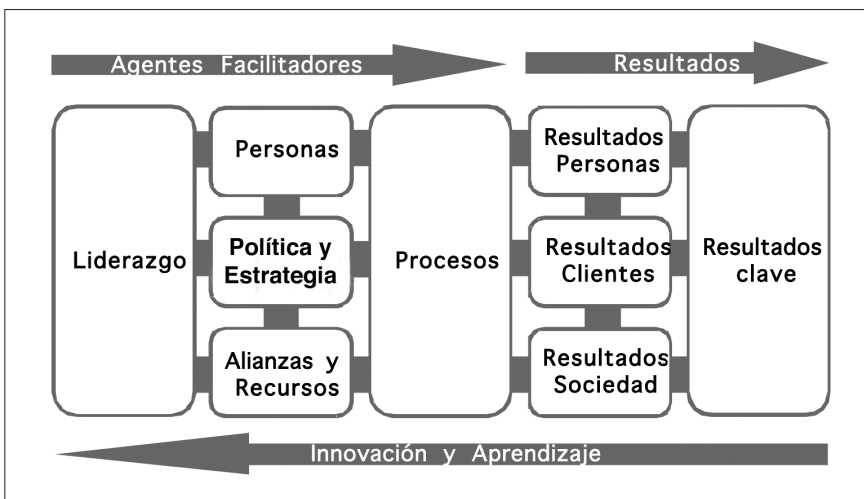 Agentes Facilitadores
Resultados
Liderazgo
Personas
Política y
Estrategia
Alianzas y
Recursos
Procesos
Resultados
Personas
Resultados
Clientes
Resultados
Sociedad
Resultados
clave
Innovación y Aprendizaje